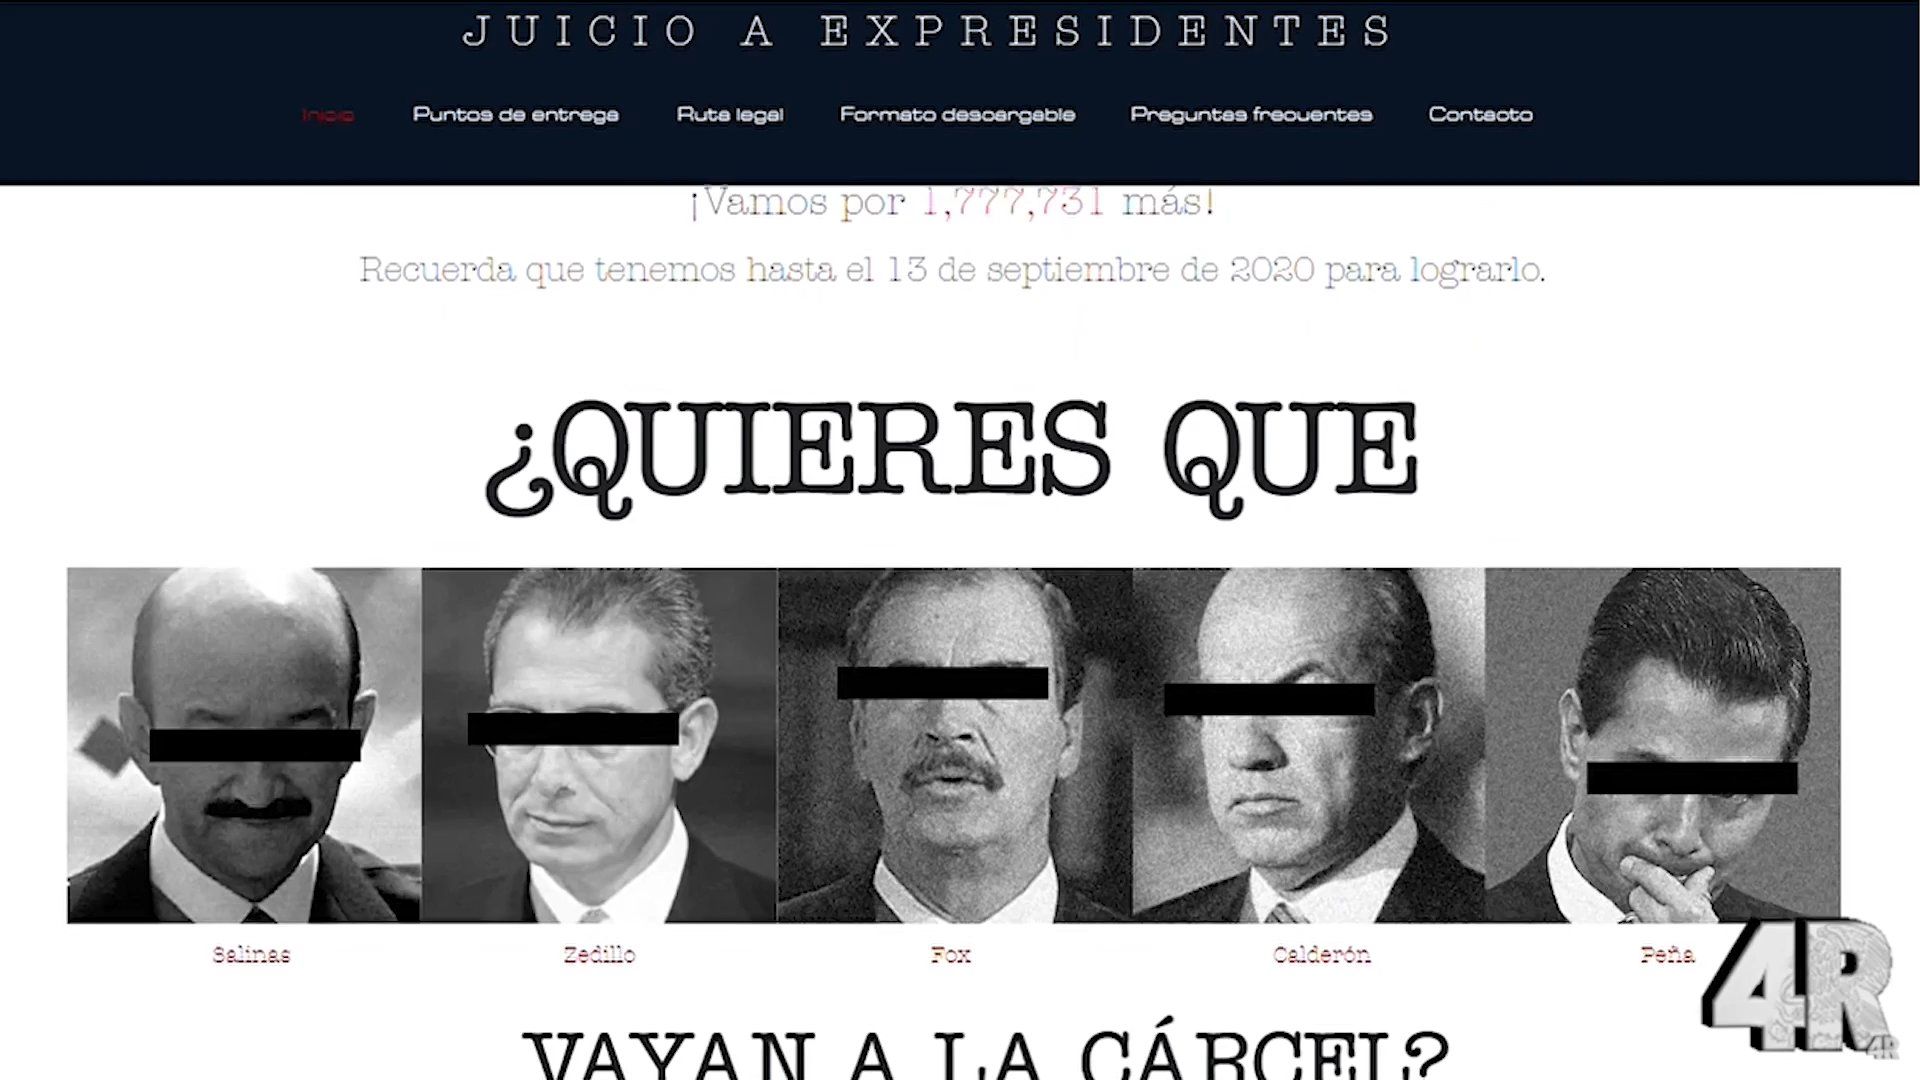 JUICIO A EXPRESIDENTES
Inicio Puntos de entrega Ruta legal Formato descargable Preguntas frecuentes Contacto
¡Vamos por 1,777,731 más!
Recuerda que tenemos hasta el 13 de septiembre de 2020 para lograrlo.
¿QUIERES QUE
Salinas Zedillo Fox Calderón Peña
VAYAN A LA CÁRCEL?
4R
4R